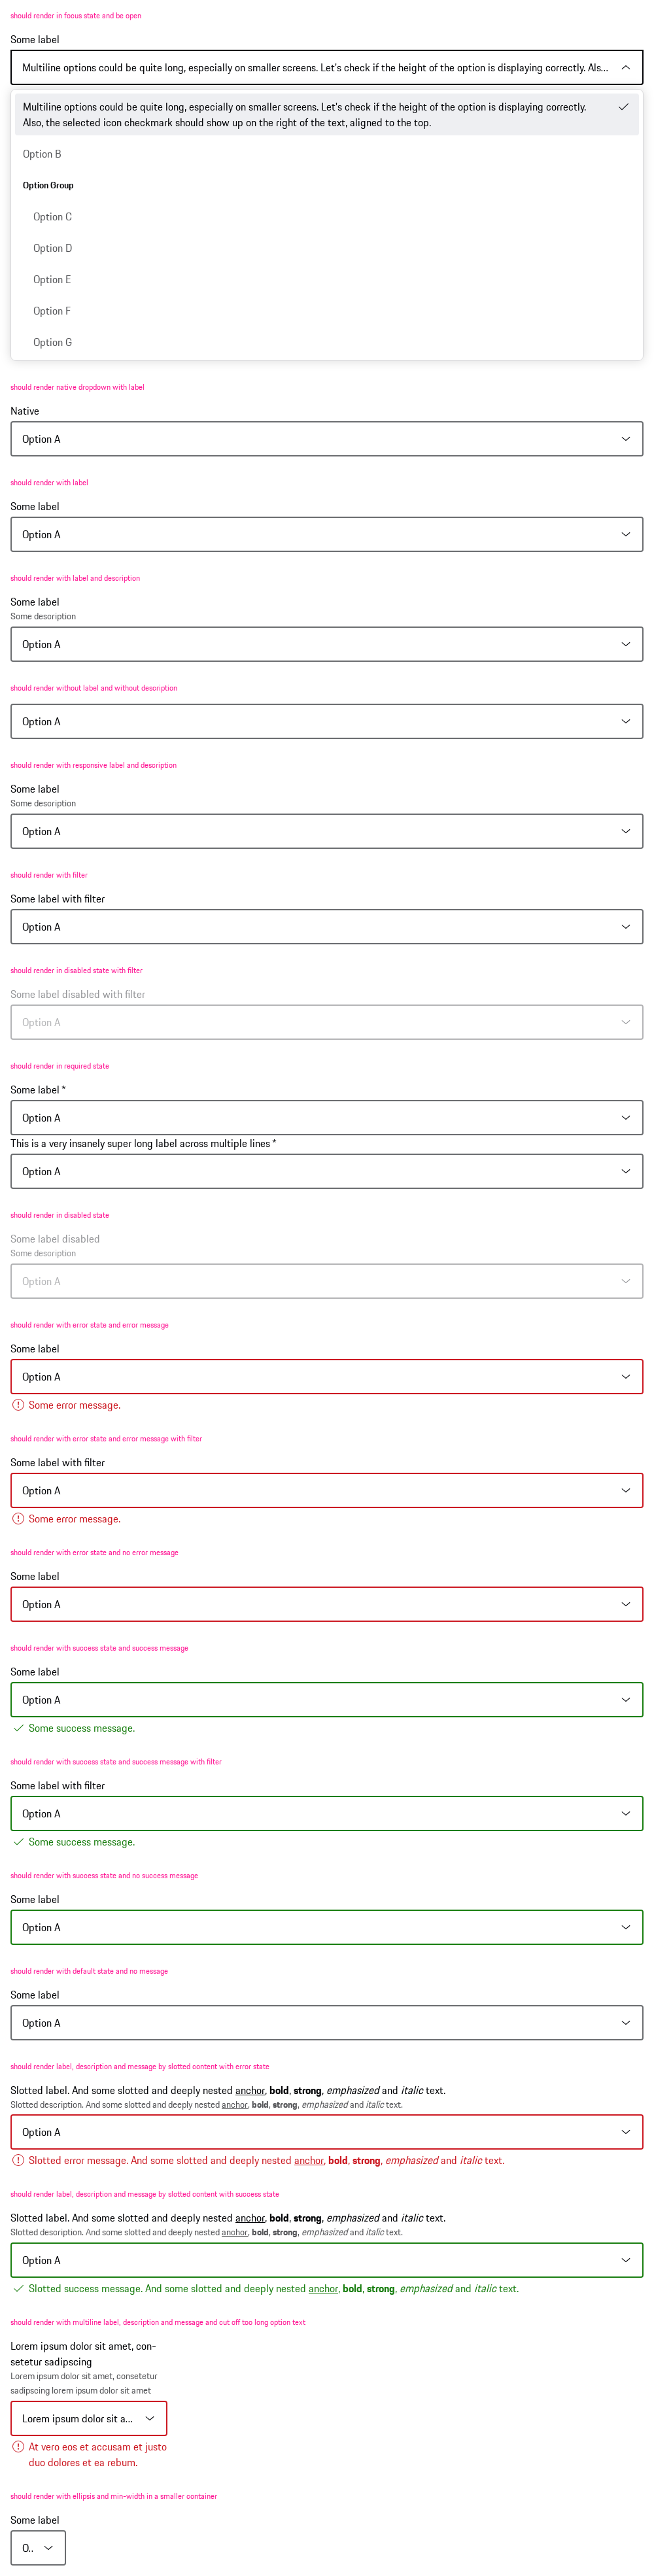 should render in focus state and be open
Some label
Multiline options could be quite long, especially on smaller screens. Let's check if the height of the option is displaying correctly. Als...
Multiline options could be quite long, especially on smaller screens. Let's check if the height of the option is displaying correctly.
Also, the selected icon checkmark should show up on the right of the text, aligned to the top.
Option B
Option Group
Option C
Option D
Option E
Option F
Option G
should render native dropdown with label
Native
Option A
should render with label
Some label
Option A
should render with label and description
Some label
Some description
Option A
should render without label and without description
Option A
should render with responsive label and description
Some label
Some description
Option A
should render with filter
Some label with filter
Option A
should render in disabled state with filter
Some label disabled with filter
Option A
should render in required state
Some label *
Option A
This is a very insanely super long label across multiple lines *
Option A
should render in disabled state
Some label disabled
Some description
Option A
should render with error state and error message
Some label
Option A
Some error message.
should render with error state and error message with filter
Some label with filter
Option A
Some error message.
should render with error state and no error message
Some label
Option A
should render with success state and success message
Some label
Option A
Some success message.
should render with success state and success message with filter
Some label with filter
Option A
Some success message.
should render with success state and no success message
Some label
Option A
should render with default state and no message
Some label
Option A
should render label, description and message by slotted content with error state
Slotted label. And some slotted and deeply nested anchor, bold, strong, emphasized and italic text.
Slotted description. And some slotted and deeply nested anchor, bold, strong, emphasized and italic text.
Option A
Slotted error message. And some slotted and deeply nested anchor, bold, strong, emphasized and italic text.
should render label, description and message by slotted content with success state
Slotted label. And some slotted and deeply nested anchor, bold, strong, emphasized and italic text.
Slotted description. And some slotted and deeply nested anchor, bold, strong, emphasized and italic text.
Option A
Slotted success message. And some slotted and deeply nested anchor, bold, strong, emphasized and italic text.
should render with multiline label, description and message and cut off too long option text
Lorem ipsum dolor sit amet, con-
setetur sadipscing
Lorem ipsum dolor sit amet, consetetur
sadipscing lorem ipsum dolor sit amet
Lorem ipsum dolor sit a...
At vero eos et accusam et justo
duo dolores et ea rebum.
should render with ellipsis and min-width in a smaller container
Some label
O..